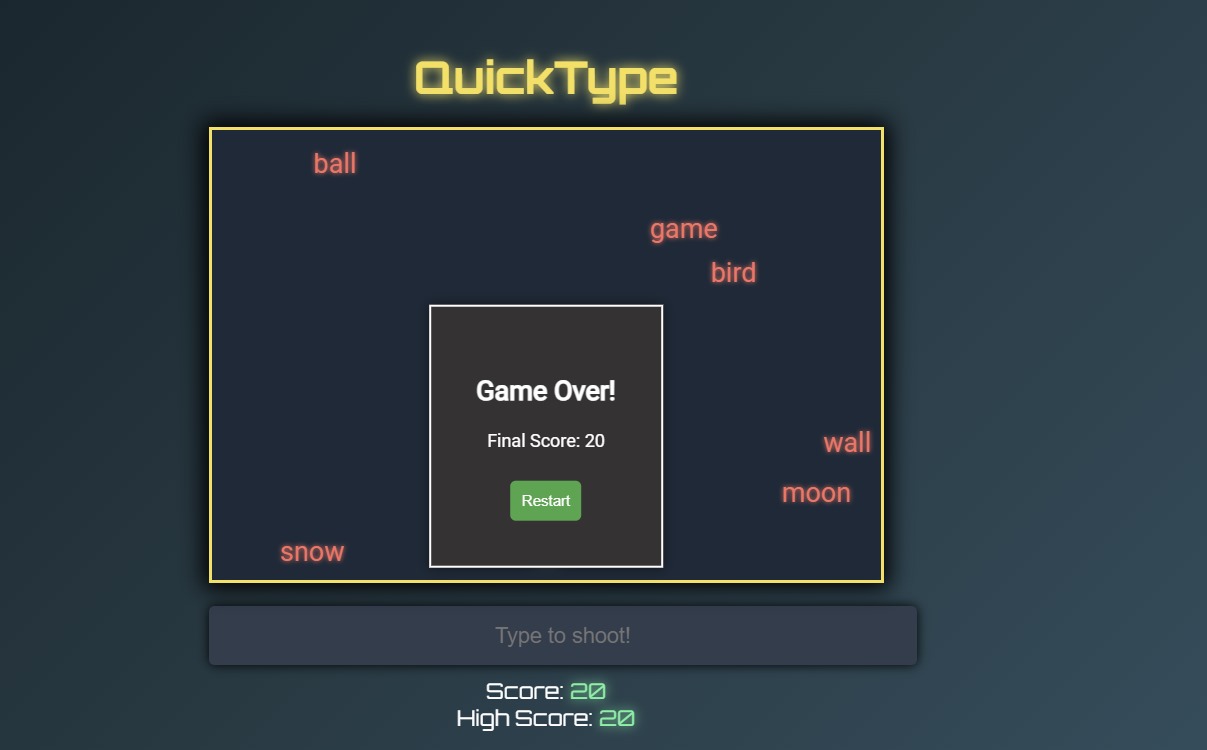 QuickType
ball
game
bird
Game Over!
Final Score: 20
wall
moon
Restart
snow
Type to shoot!
Score: 20
High Score: 20